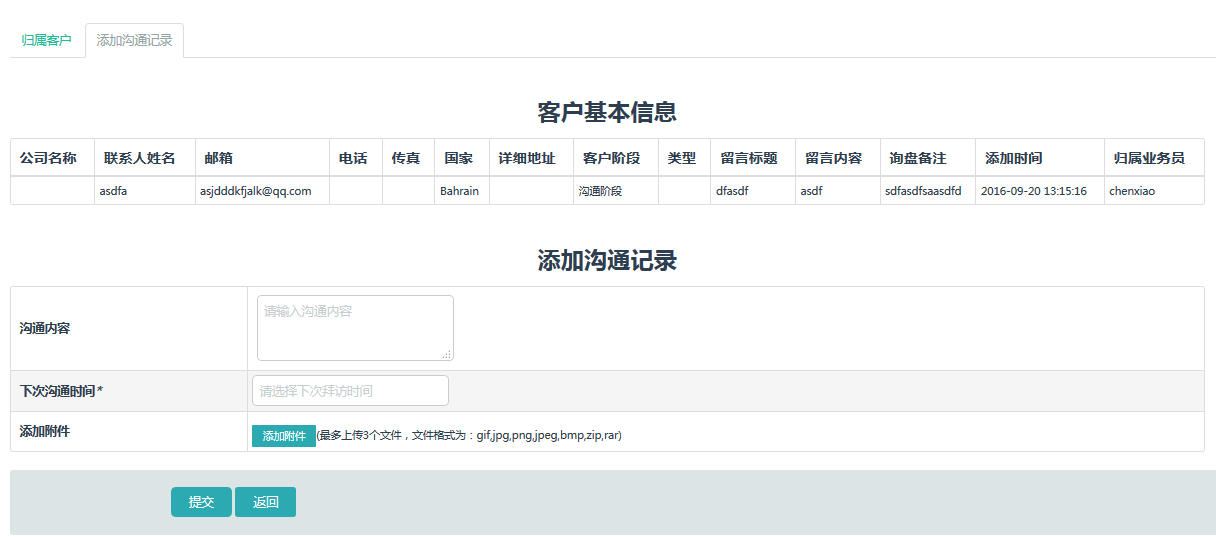 归属客户 添加沟通记录
客户基本信息
公司名称 联系人姓名 邮箱 电话 传真 国家 详细地址 客户阶段 类型 留言标题 留言内容 询盘备注 添加时间 归属业务员
asdfa asjdddkfjalk@qq.com Bahrain 沟通阶段 dfasdf asdf sdfasdfsaasdfd 2016-09-20 13:15:16 chenxiao
添加沟通记录
沟通内容 请输入沟通内容
下次沟通时间* 请选择下次拜访时间
添加附件 添加附件(最多上传3个文件，文件格式为：gif,jpg,png,jpeg,bmp,zip,rar)
提交 返回